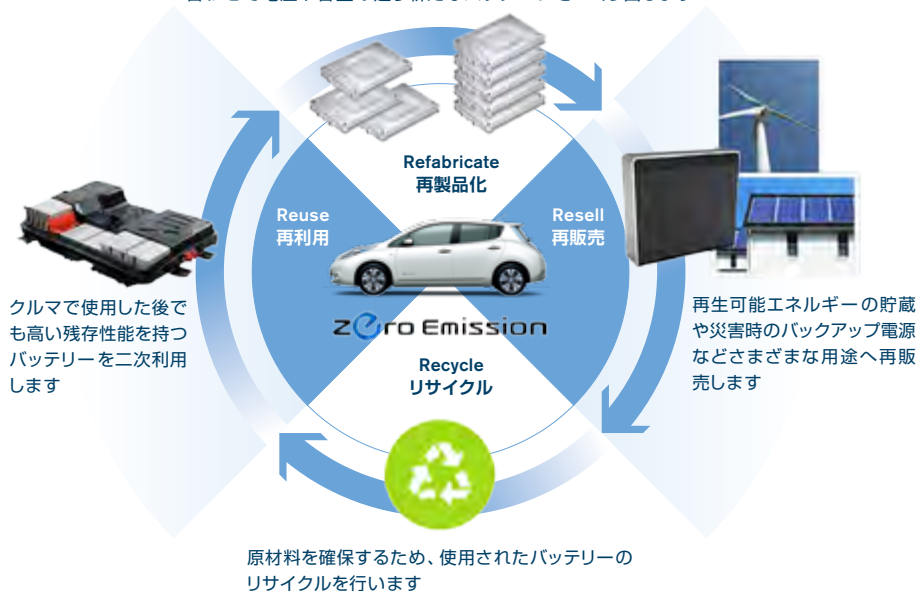 Refabricate
再製品化
Reuse
再利用
Resell
再販売
クルマで使用した後で
も高い残存性能を持つ
バッテリーを二次利用
します
zero Emission
再生可能エネルギーの貯蔵
や災害時のバックアップ電源
などさまざまな用途へ再販
売します
Recycle
リサイクル
原材料を確保するため、使用されたバッテリーの
リサイクルを行います